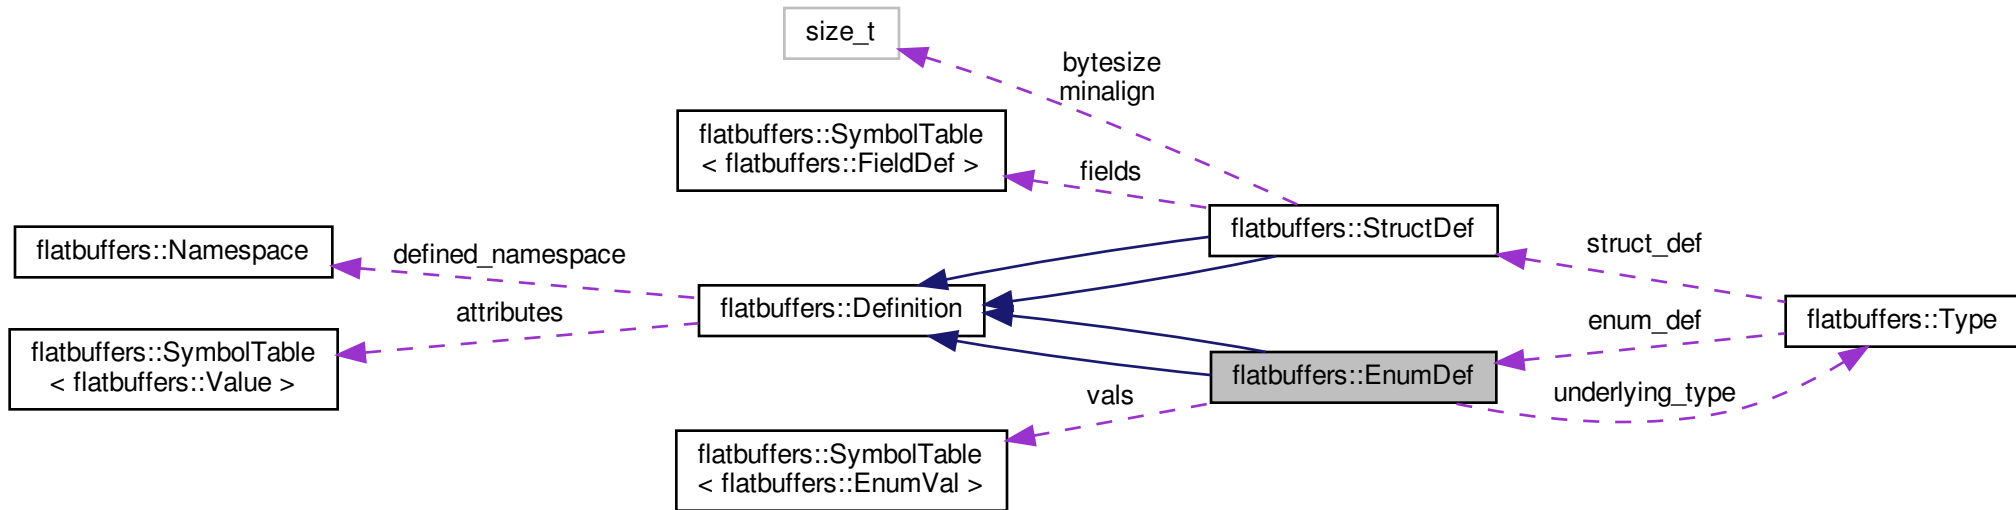 size_t
bytesize
minalign
flatbuffers::SymbolTable
< flatbuffers::FieldDef >
fields
flatbuffers::StructDef
flatbuffers::Namespace
defined_namespace
struct_def
flatbuffers::Definition
attributes
enum_def
flatbuffers::Type
flatbuffers::SymbolTable
< flatbuffers::Value >
flatbuffers::EnumDef
vals
underlying_type
flatbuffers::SymbolTable
< flatbuffers::EnumVal >